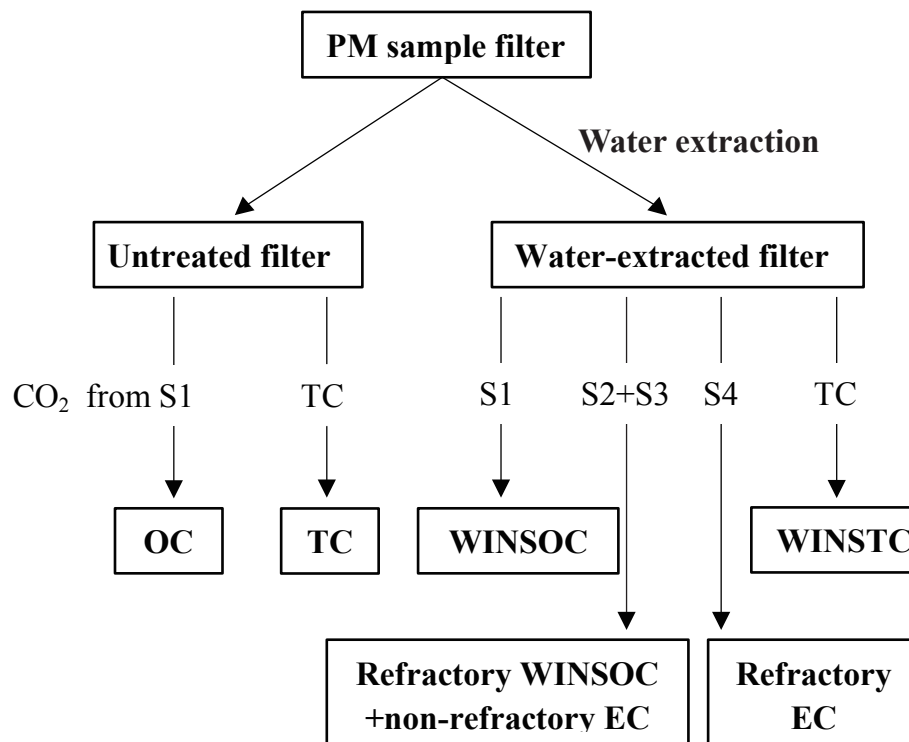 PM sample filter
Water extraction
Untreated filter
Water-extracted filter
CO₂ from S1
TC
S1
S2+S3
S4
TC
OC
TC
WINSOC
WINSTC
Refractory WINSOC
+non-refractory EC
Refractory
EC